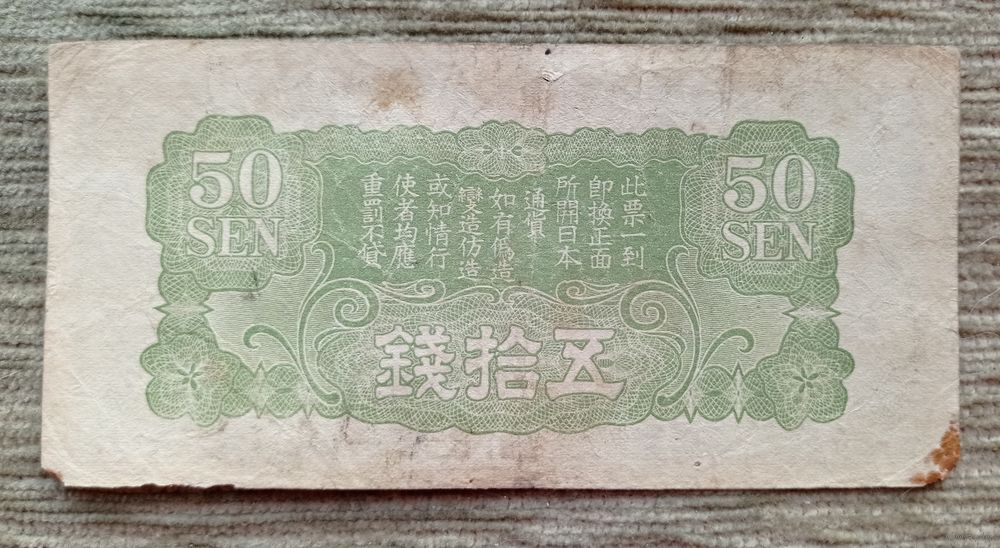 50
SEN
50
SEN
此票一到
即換正面
所開日本
通貨
如有僞造
變造仿造
或知情行
使者均應
重罰不貸
五拾錢